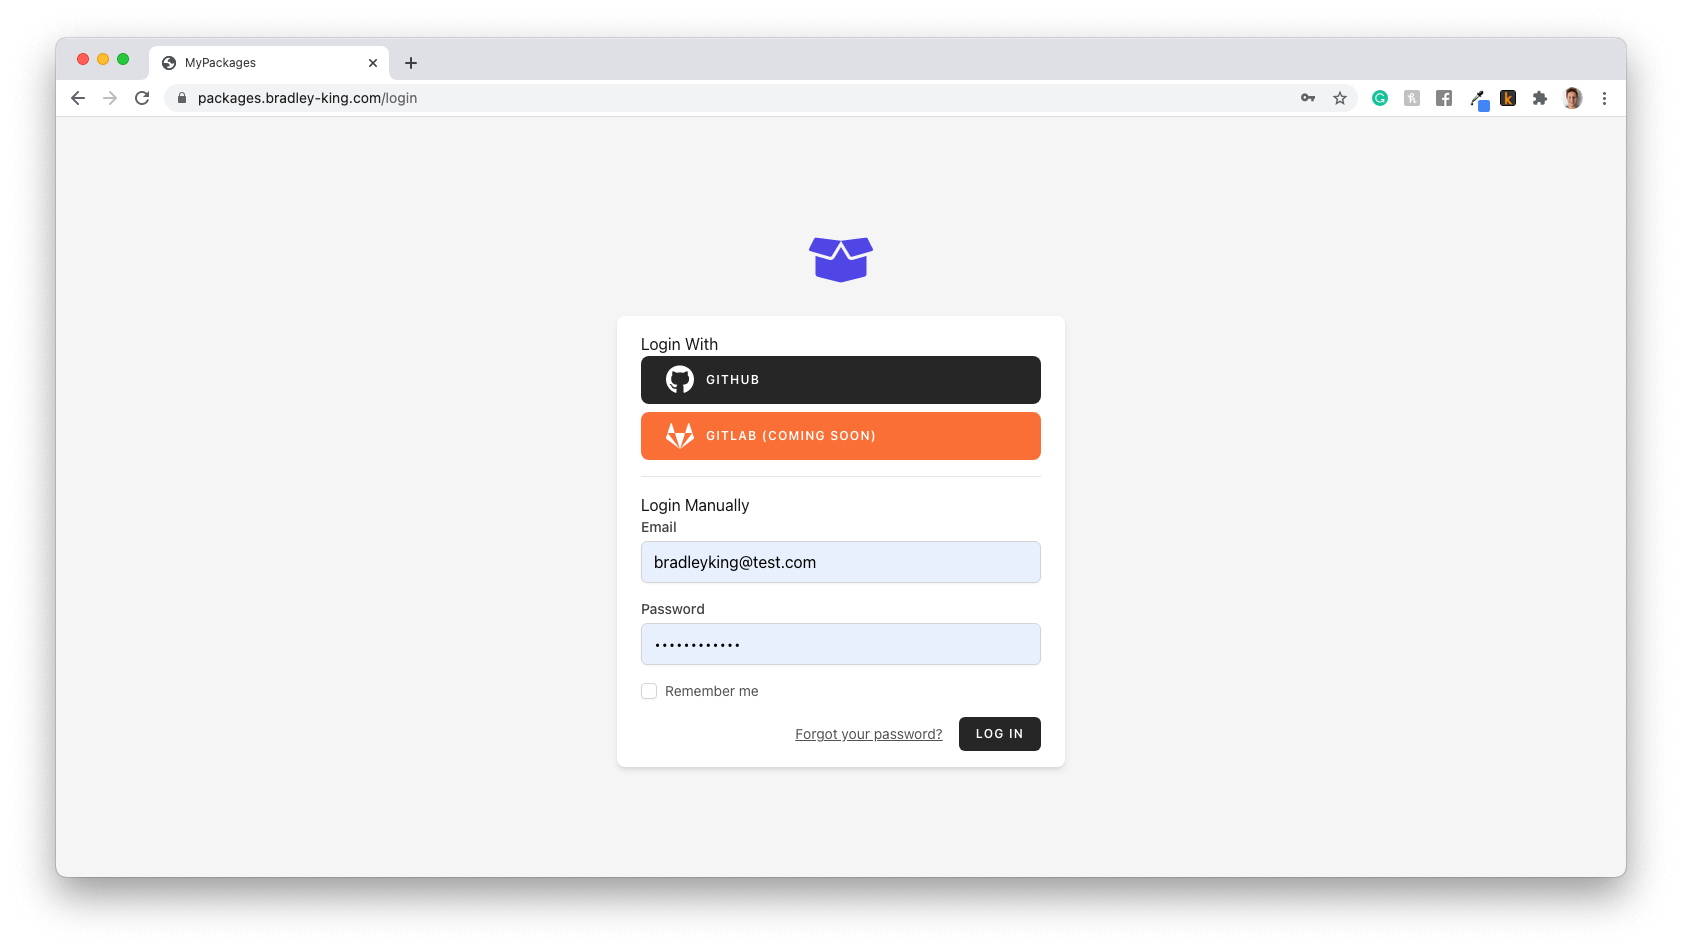 MyPackages
packages.bradley-king.com/login
Login With
GITHUB
GITLAB (COMING SOON)
Login Manually
Email
bradleyking@test.com
Password
••••••••••••
Remember me
Forgot your password?
LOG IN